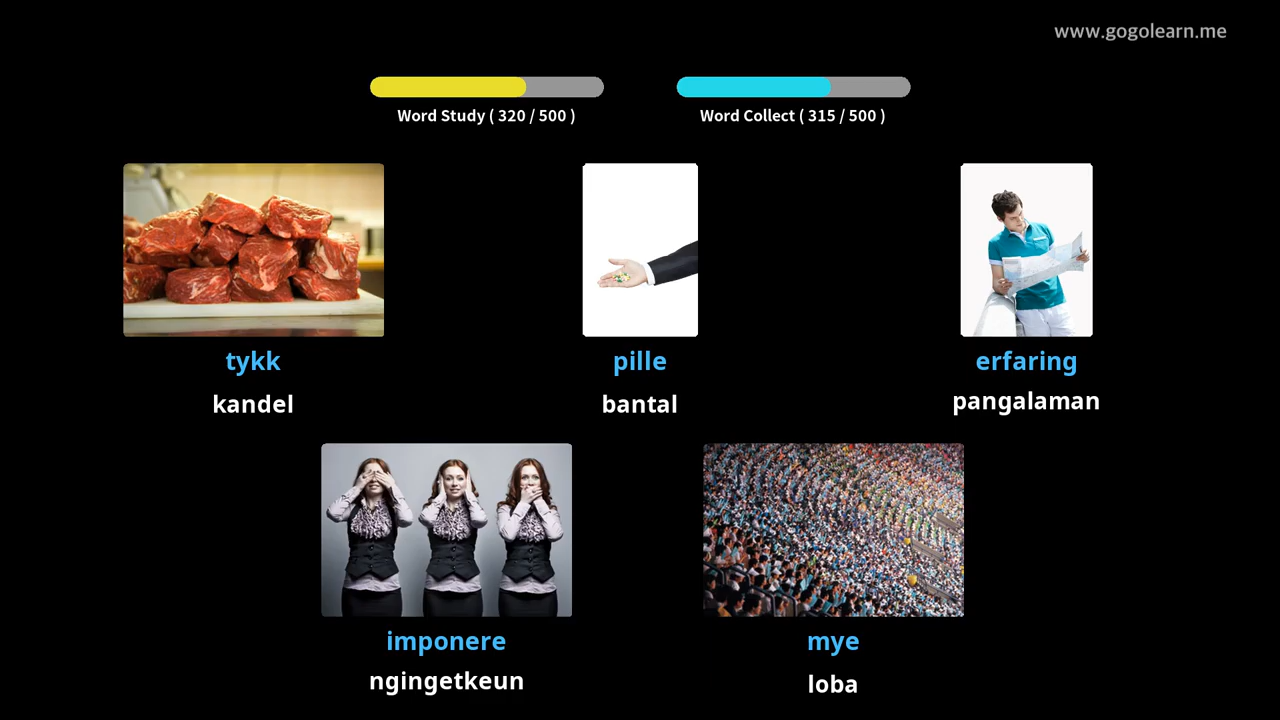 www.gogolearn.me
Word Study ( 320 / 500 )
Word Collect ( 315 / 500 )
tykk
kandel
pille
bantal
erfaring
pangalaman
imponere
ngingetkeun
mye
loba